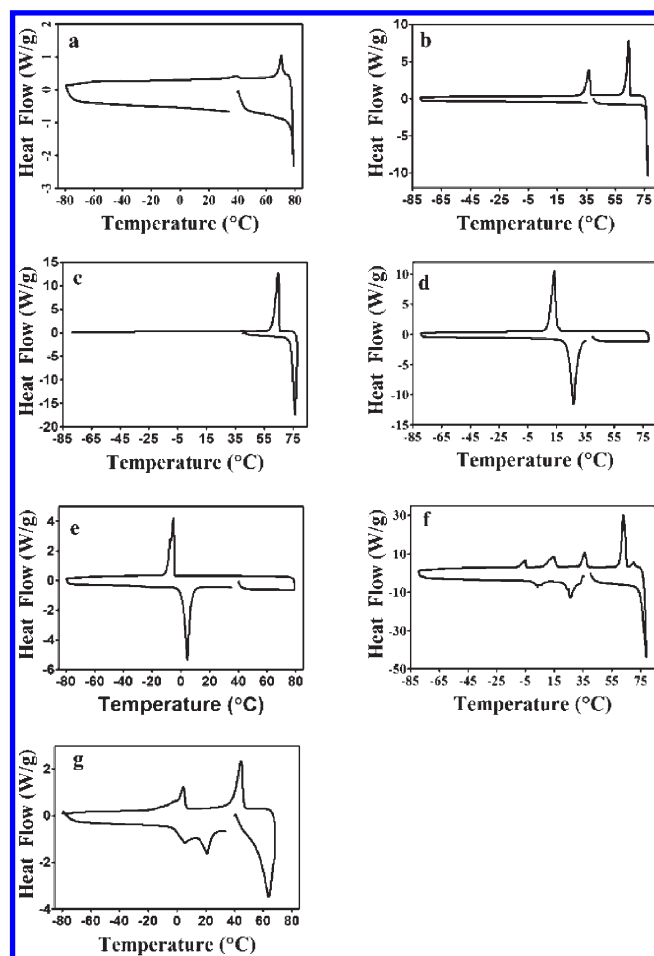 a
Heat Flow (W/g)
2
1
0
-1
-2
-3
-80 -60 -40 -20 0 20 40 60 80
Temperature (°C)
b
Heat Flow (W/g)
10
5
0
-5
-10
-85 -65 -45 -25 -5 15 35 55 75
Temperature (°C)
c
Heat Flow (W/g)
15
10
5
0
-5
-10
-15
-20
-85 -65 -45 -25 -5 15 35 55 75
Temperature (°C)
d
Heat Flow (W/g)
10
5
0
-5
-10
-15
-85 -65 -45 -25 -5 15 35 55 75
Temperature (°C)
e
Heat Flow (W/g)
4
2
0
-2
-4
-6
-80 -60 -40 -20 0 20 40 60 80
Temperature (°C)
f
Heat Flow (W/g)
30
10
-10
-30
-50
-85 -65 -45 -25 -5 15 35 55 75
Temperature (°C)
g
Heat Flow (W/g)
2
0
-2
-4
-80 -60 -40 -20 0 20 40 60 80
Temperature (°C)